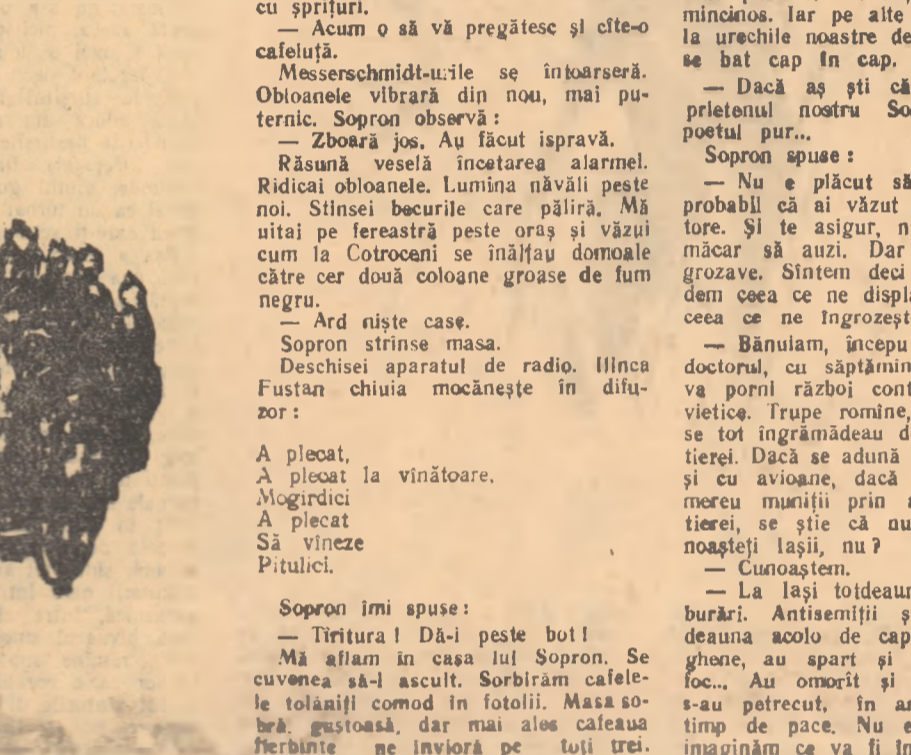 cu șprițuri.
— Acum o să vă pregătesc și cîte-o
cafeluță.
Messerschmidt-urile se întoarseră.
Obloanele vibrară din nou, mai pu-
ternic. Sopron observă :
— Zboară jos. Au făcut ispravă.
Răsună veselă încetarea alarmei.
Ridicai obloanele. Lumina năvăli peste
noi. Stinsei becurile care păliră. Mă
uitai pe fereastră peste oraș și văzui
cum la Cotroceni se înălțau domoale
către cer două coloane groase de fum
negru.
— Ard niște case.
Sopron strînse masa.
Deschisei aparatul de radio. Ilinca
Fustan chiuia mocănește în difu-
zor :
A plecat,
A plecat la vînătoare,
Mogirdici
A plecat
Să vîneze
Pitulici.
Sopron îmi spuse :
— Tiritura ! Dă-i peste bot !
Mă aflam în casa lui Sopron. Se
cuvenea să-l ascult. Sorbirăm cafele-
le tolăniți comod în fotolii. Masa so-
bră, gustoasă, dar mai ales cafeaua
fierbinte ne învioră pe toți trei.
mincinos. Iar pe alte
la urechile noastre de
se bat cap în cap.
— Dacă aș ști că
prietenul nostru So
poetul pur...
Sopron spuse :
— Nu e plăcut să
probabil că ai văzut
tore. Și te asigur, n
măcar să auzi. Dar
grozave. Sîntem deci
dem ceea ce ne displa
ceea ce ne îngrozește
— Bănuiam, începu
doctorul, cu săptămîn
va porni război cont
vietice. Trupe romîne,
se tot îngrămădeau d
tierei. Dacă se adună
și cu avioane, dacă
mereu muniții prin a
tierei, se știe că nu
noașteți Iașii, nu ?
— Cunoaștem.
— La Iași totdeaun
burări. Antisemiții ș
deauna acolo de cap
ghene, au spart și
foc... Au omorît și
s-au petrecut, în an
timp de pace. Nu e
imaginăm ce va fi în